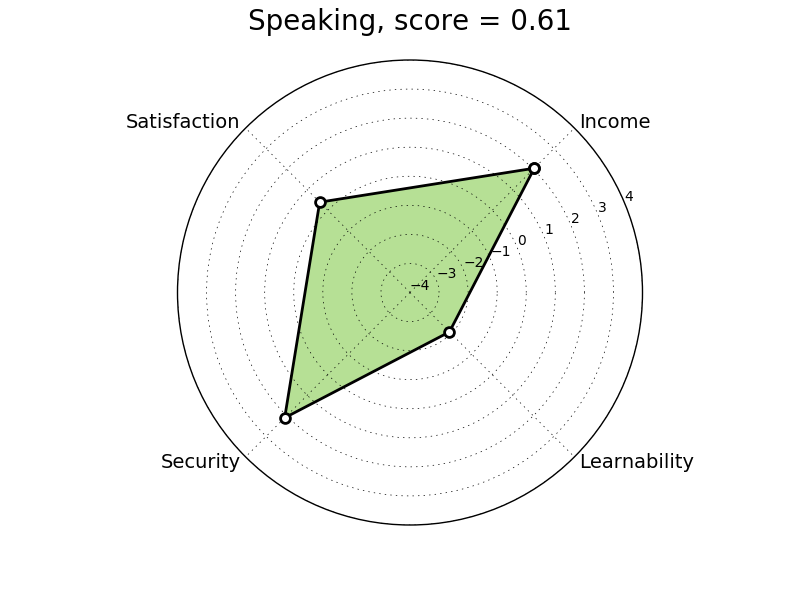 Speaking, score = 0.61
Satisfaction
Income
4
3
2
1
0
−1
−2
−3
−4
Security
Learnability